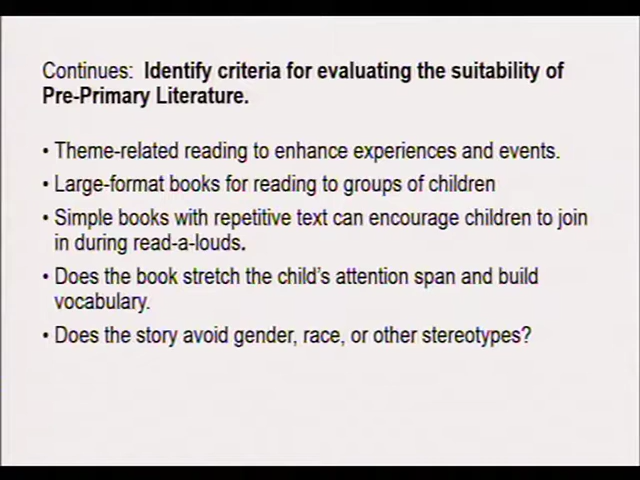 Continues: Identify criteria for evaluating the suitability of
Pre-Primary Literature.
• Theme-related reading to enhance experiences and events.
• Large-format books for reading to groups of children
• Simple books with repetitive text can encourage children to join
in during read-a-louds.
• Does the book stretch the child's attention span and build
vocabulary.
• Does the story avoid gender, race, or other stereotypes?